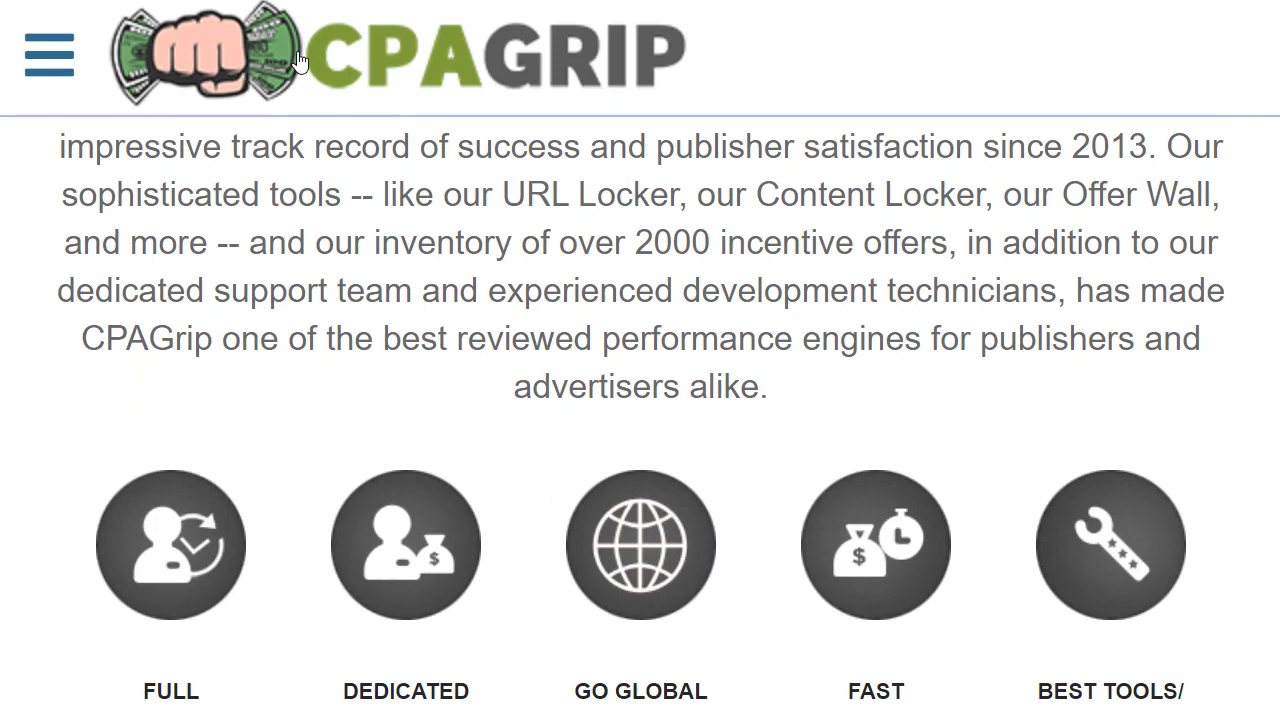 CPAGRIP
impressive track record of success and publisher satisfaction since 2013. Our
sophisticated tools -- like our URL Locker, our Content Locker, our Offer Wall,
and more -- and our inventory of over 2000 incentive offers, in addition to our
dedicated support team and experienced development technicians, has made
CPAGrip one of the best reviewed performance engines for publishers and
advertisers alike.
$ $
FULL DEDICATED GO GLOBAL FAST BEST TOOLS/